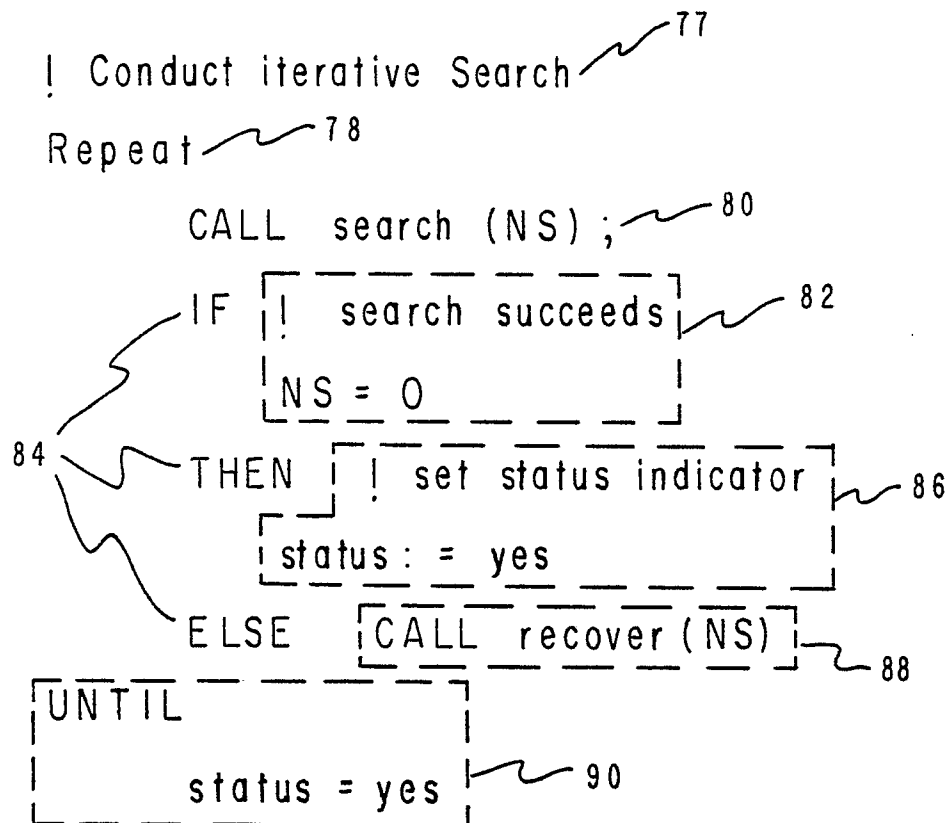 ! Conduct iterative Search 77
Repeat 78
CALL search (NS) ; 80
IF ! search succeeds 82
NS = 0
84
THEN ! set status indicator 86
status : = yes
ELSE CALL recover (NS) 88
UNTIL
status = yes 90